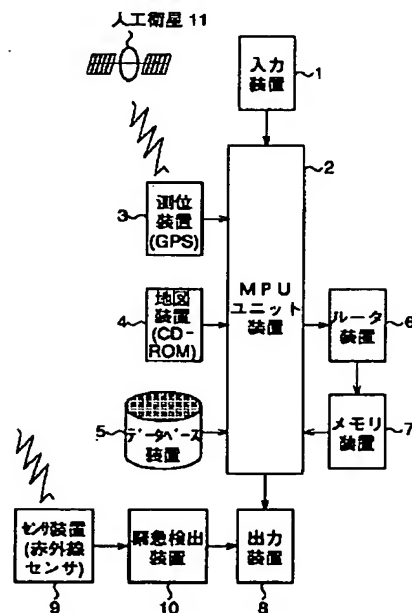 人工衛星 11
入力
装置
1
2
測位
装置
(GPS)
3
地図
装置
(CD-
ROM)
4
MPU
ユニット
装置
ルータ
装置
6
データベース
装置
5
メモリ
装置
7
センサ装置
(赤外線
センサ)
9
緊急検出
装置
10
出力
装置
8